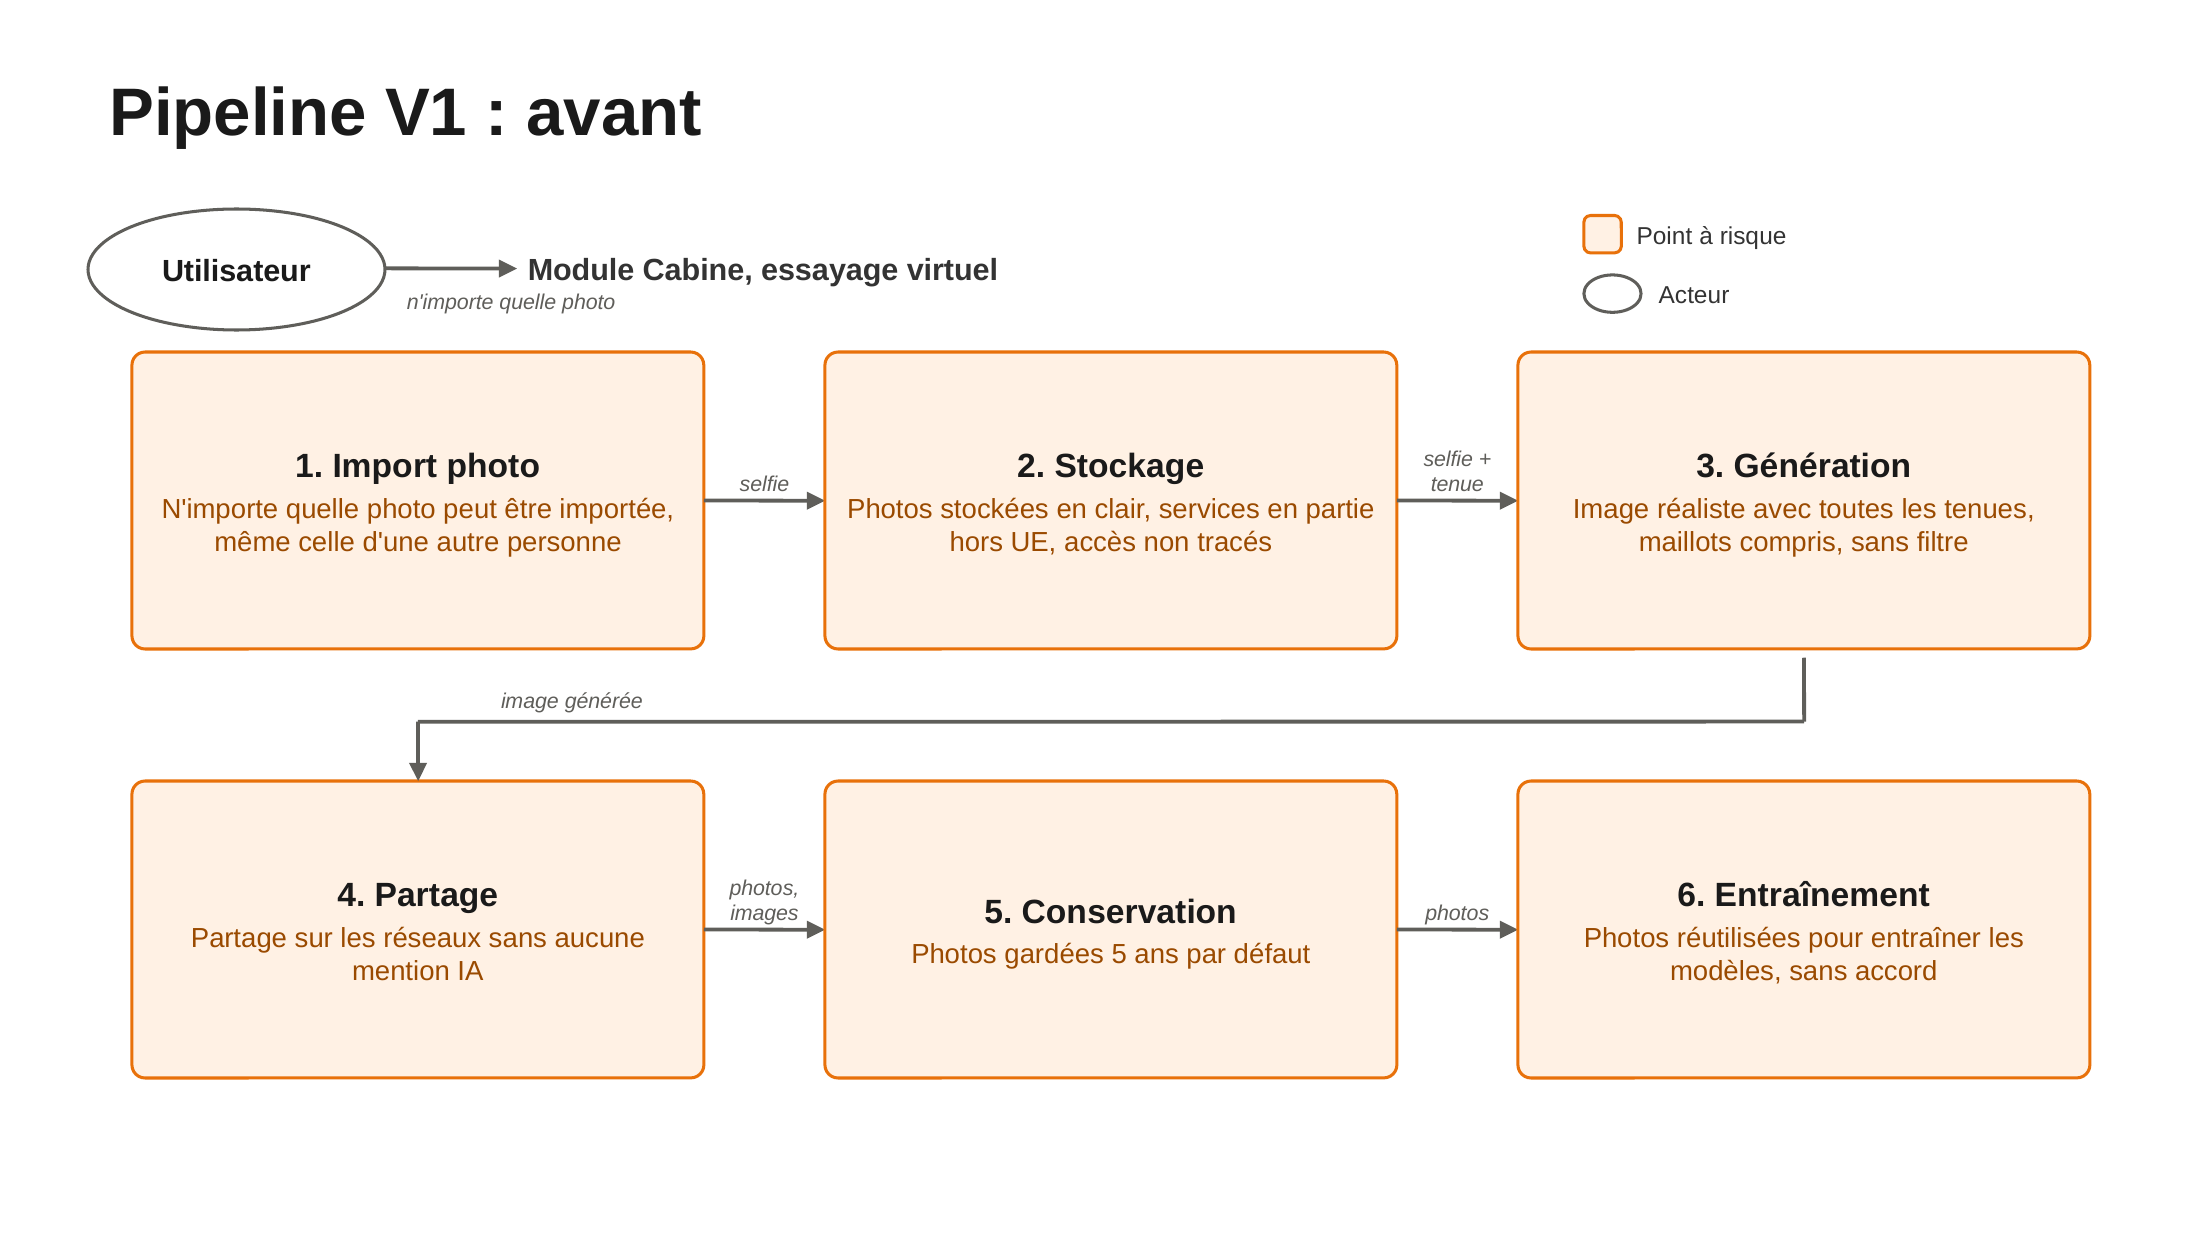 Pipeline V1 : avant
Utilisateur
Module Cabine, essayage virtuel
n'importe quelle photo
Point à risque
Acteur
1. Import photo
N'importe quelle photo peut être importée,
même celle d'une autre personne
selfie
2. Stockage
Photos stockées en clair, services en partie
hors UE, accès non tracés
selfie +
tenue
3. Génération
Image réaliste avec toutes les tenues,
maillots compris, sans filtre
image générée
4. Partage
Partage sur les réseaux sans aucune
mention IA
photos,
images
5. Conservation
Photos gardées 5 ans par défaut
photos
6. Entraînement
Photos réutilisées pour entraîner les
modèles, sans accord